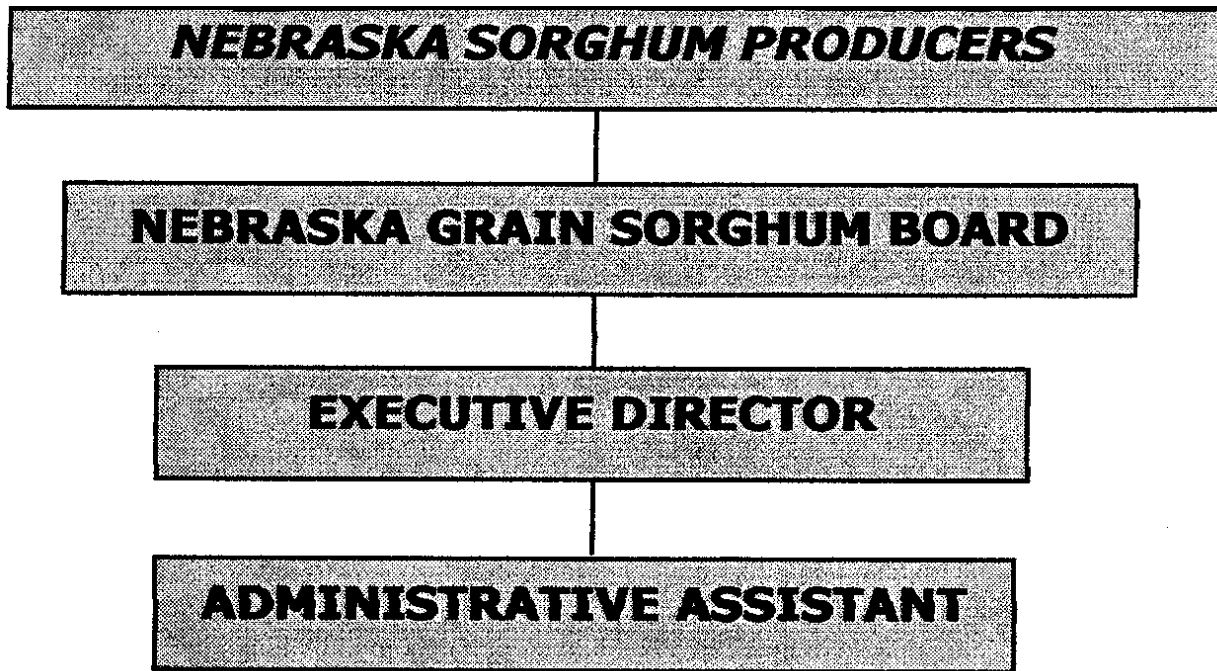 NEBRASKA SORGHUM PRODUCERS
NEBRASKA GRAIN SORGHUM BOARD
EXECUTIVE DIRECTOR
ADMINISTRATIVE ASSISTANT